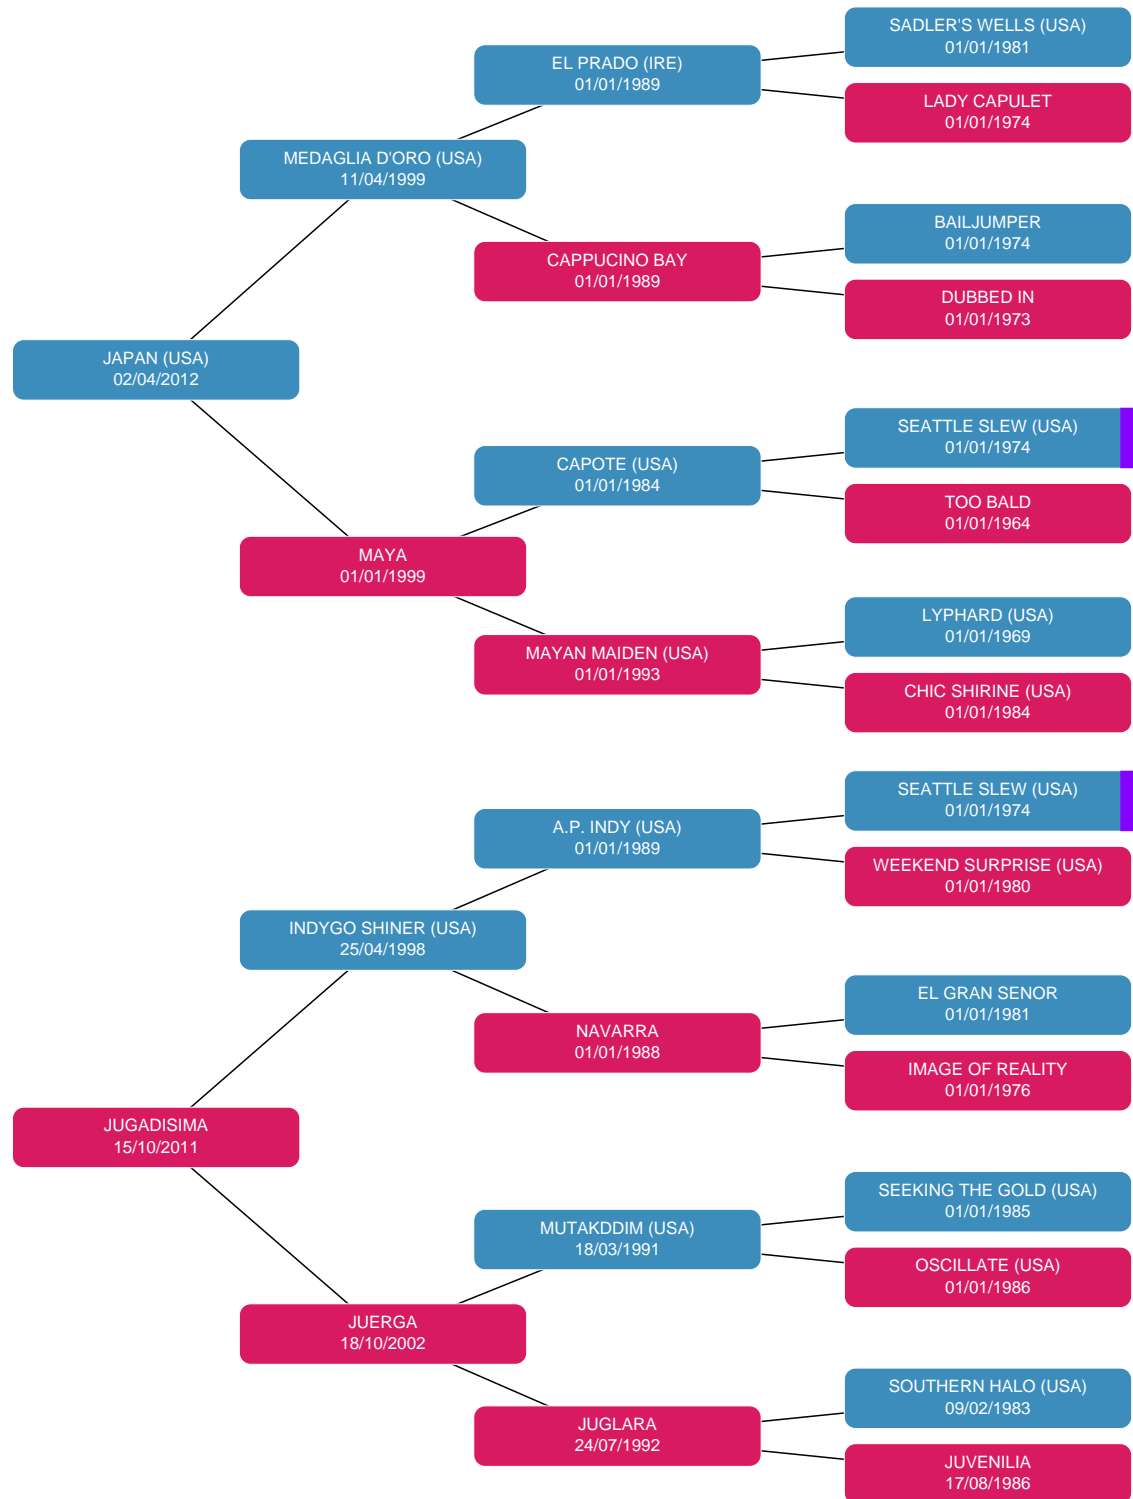 SADLER'S WELLS (USA)
01/01/1981
EL PRADO (IRE)
01/01/1989
LADY CAPULET
01/01/1974
MEDAGLIA D'ORO (USA)
11/04/1999
BAILJUMPER
01/01/1974
CAPPUCINO BAY
01/01/1989
DUBBED IN
01/01/1973
JAPAN (USA)
02/04/2012
SEATTLE SLEW (USA)
01/01/1974
CAPOTE (USA)
01/01/1984
TOO BALD
01/01/1964
MAYA
01/01/1999
LYPHARD (USA)
01/01/1969
MAYAN MAIDEN (USA)
01/01/1993
CHIC SHIRINE (USA)
01/01/1984
SEATTLE SLEW (USA)
01/01/1974
A.P. INDY (USA)
01/01/1989
WEEKEND SURPRISE (USA)
01/01/1980
INDYGO SHINER (USA)
25/04/1998
EL GRAN SENOR
01/01/1981
NAVARRA
01/01/1988
IMAGE OF REALITY
01/01/1976
JUGADISIMA
15/10/2011
SEEKING THE GOLD (USA)
01/01/1985
MUTAKDDIM (USA)
18/03/1991
OSCILLATE (USA)
01/01/1986
JUERGA
18/10/2002
SOUTHERN HALO (USA)
09/02/1983
JUGLARA
24/07/1992
JUVENILIA
17/08/1986